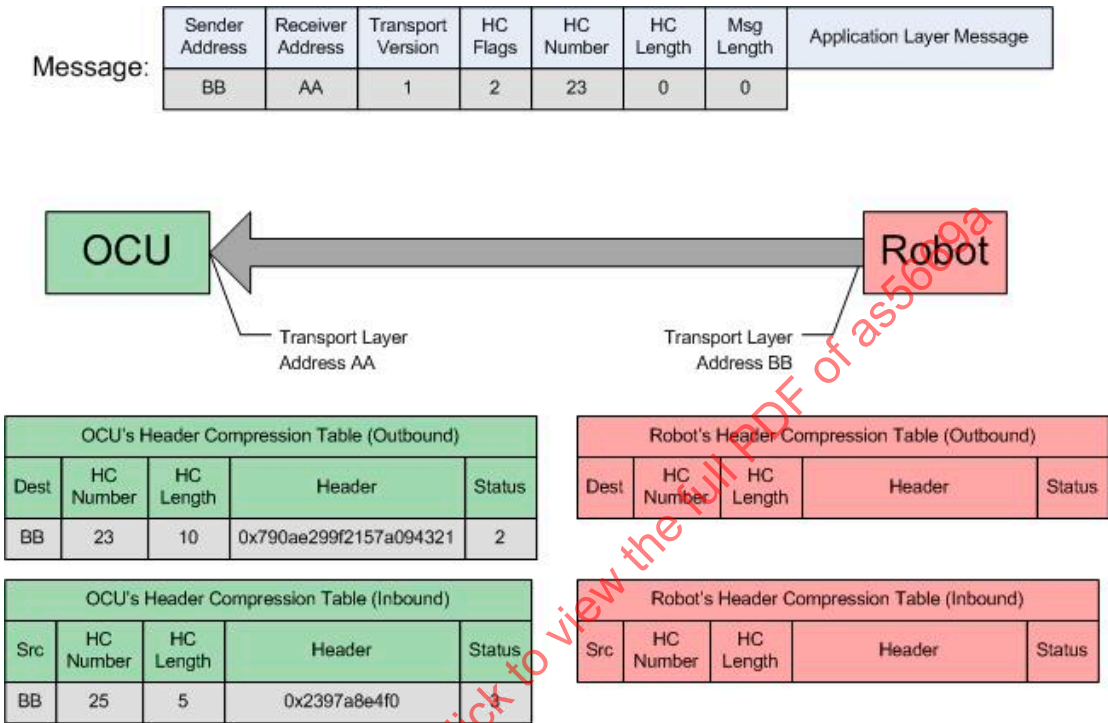 Message:
Sender Address
Receiver Address
Transport Version
HC Flags
HC Number
HC Length
Msg Length
Application Layer Message
BB
AA
1
2
23
0
0
OCU
Robot
Transport Layer
Address AA
Transport Layer
Address BB
OCU's Header Compression Table (Outbound)
Dest
HC Number
HC Length
Header
Status
BB
23
10
0x790ae299f2157a094321
2
Robot's Header Compression Table (Outbound)
Dest
HC Number
HC Length
Header
Status
OCU's Header Compression Table (Inbound)
Src
HC Number
HC Length
Header
Status
BB
25
5
0x2397a8e4f0
3
Robot's Header Compression Table (Inbound)
Src
HC Number
HC Length
Header
Status
click to view the full PDF of as5669a